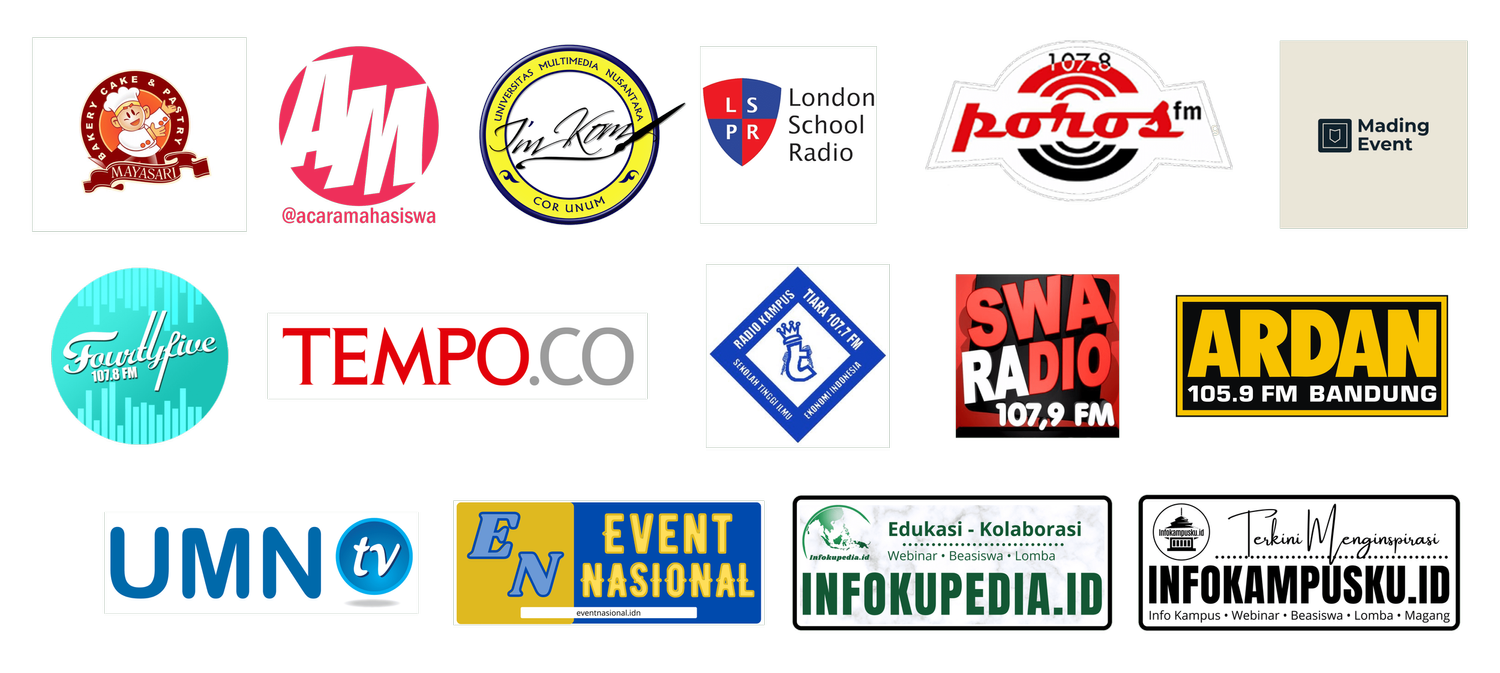 BAKERY CAKE & PASTRY
MAYASARI
AM
@acaramahasiswa
UNIVERSITAS MULTIMEDIA NUSANTARA
I'm Kom
COR UNUM
L S
P R
London
School
Radio
107.8
poros fm
Mading
Event
Fourtyfive
107.8 FM
TEMPO.CO
RADIO KAMPUS
TIARA 107.7 FM
SEKOLAH TINGGI ILMU
EKONOMI INDONESIA
SWA
RADIO
107,9 FM
ARDAN
105.9 FM BANDUNG
UMN tv
EN
EVENT
NASIONAL
eventnasional.idn
Infokupedia.id
Edukasi - Kolaborasi
Webinar • Beasiswa • Lomba
INFOKUPEDIA.ID
Infokampusku.id
Terkini Menginspirasi
INFOKAMPUSKU.ID
Info Kampus • Webinar • Beasiswa • Lomba • Magang